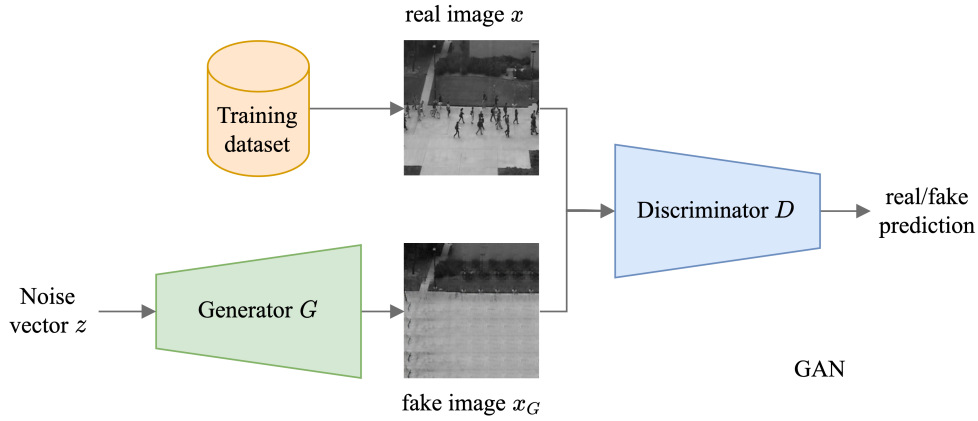 real image x
Training
dataset
Discriminator D
real/fake
prediction
Noise
vector z
Generator G
fake image x_G
GAN